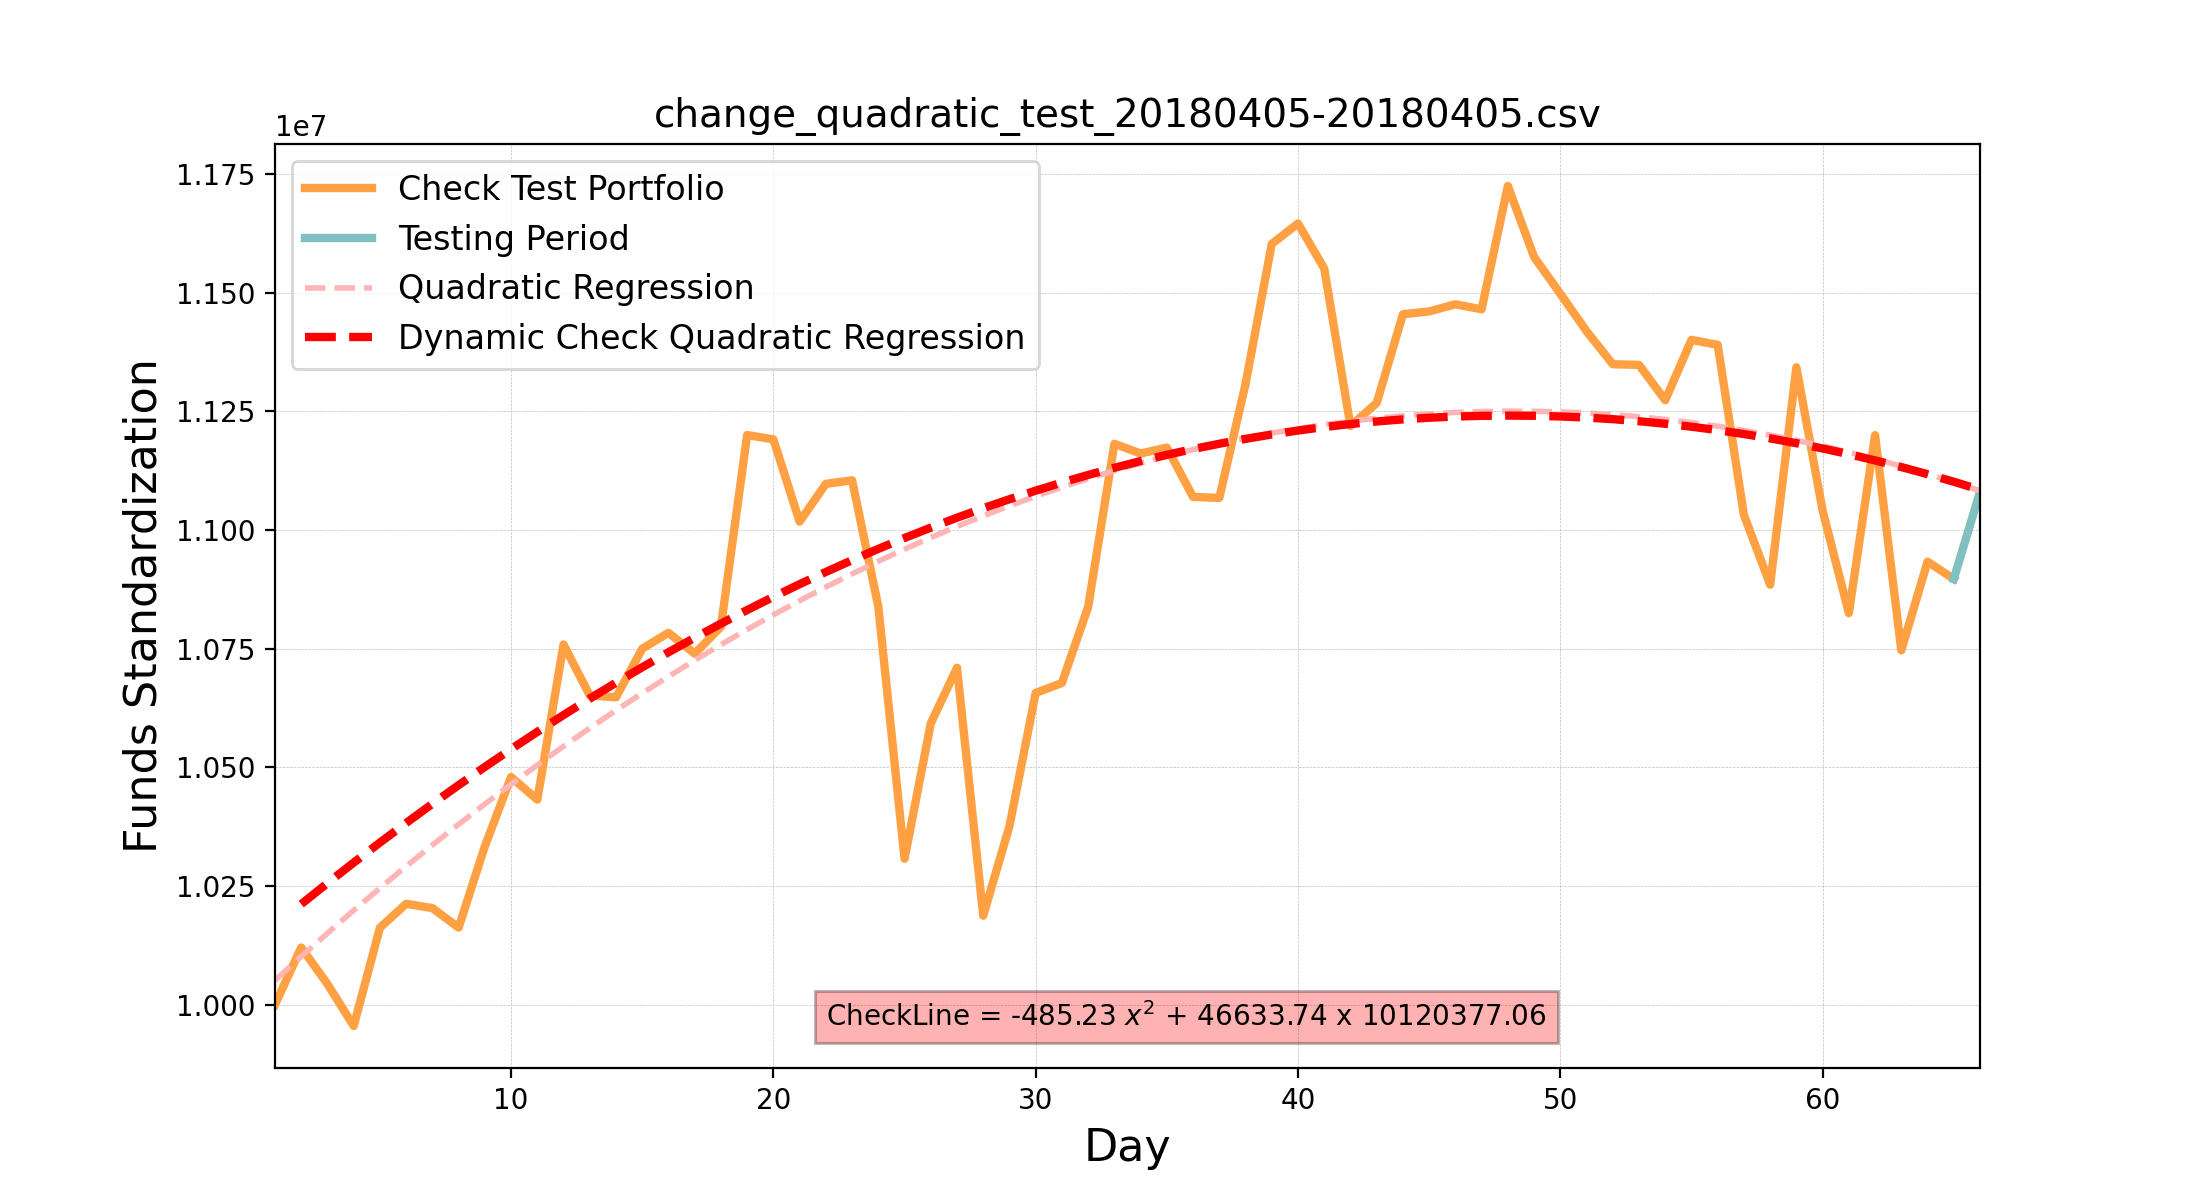 change_quadratic_test_20180405-20180405.csv
1e7
1.175
1.150
1.125
1.100
1.075
1.050
1.025
1.000
Funds Standardization
Check Test Portfolio
Testing Period
Quadratic Regression
Dynamic Check Quadratic Regression
CheckLine = -485.23 x² + 46633.74 x 10120377.06
10 20 30 40 50 60
Day